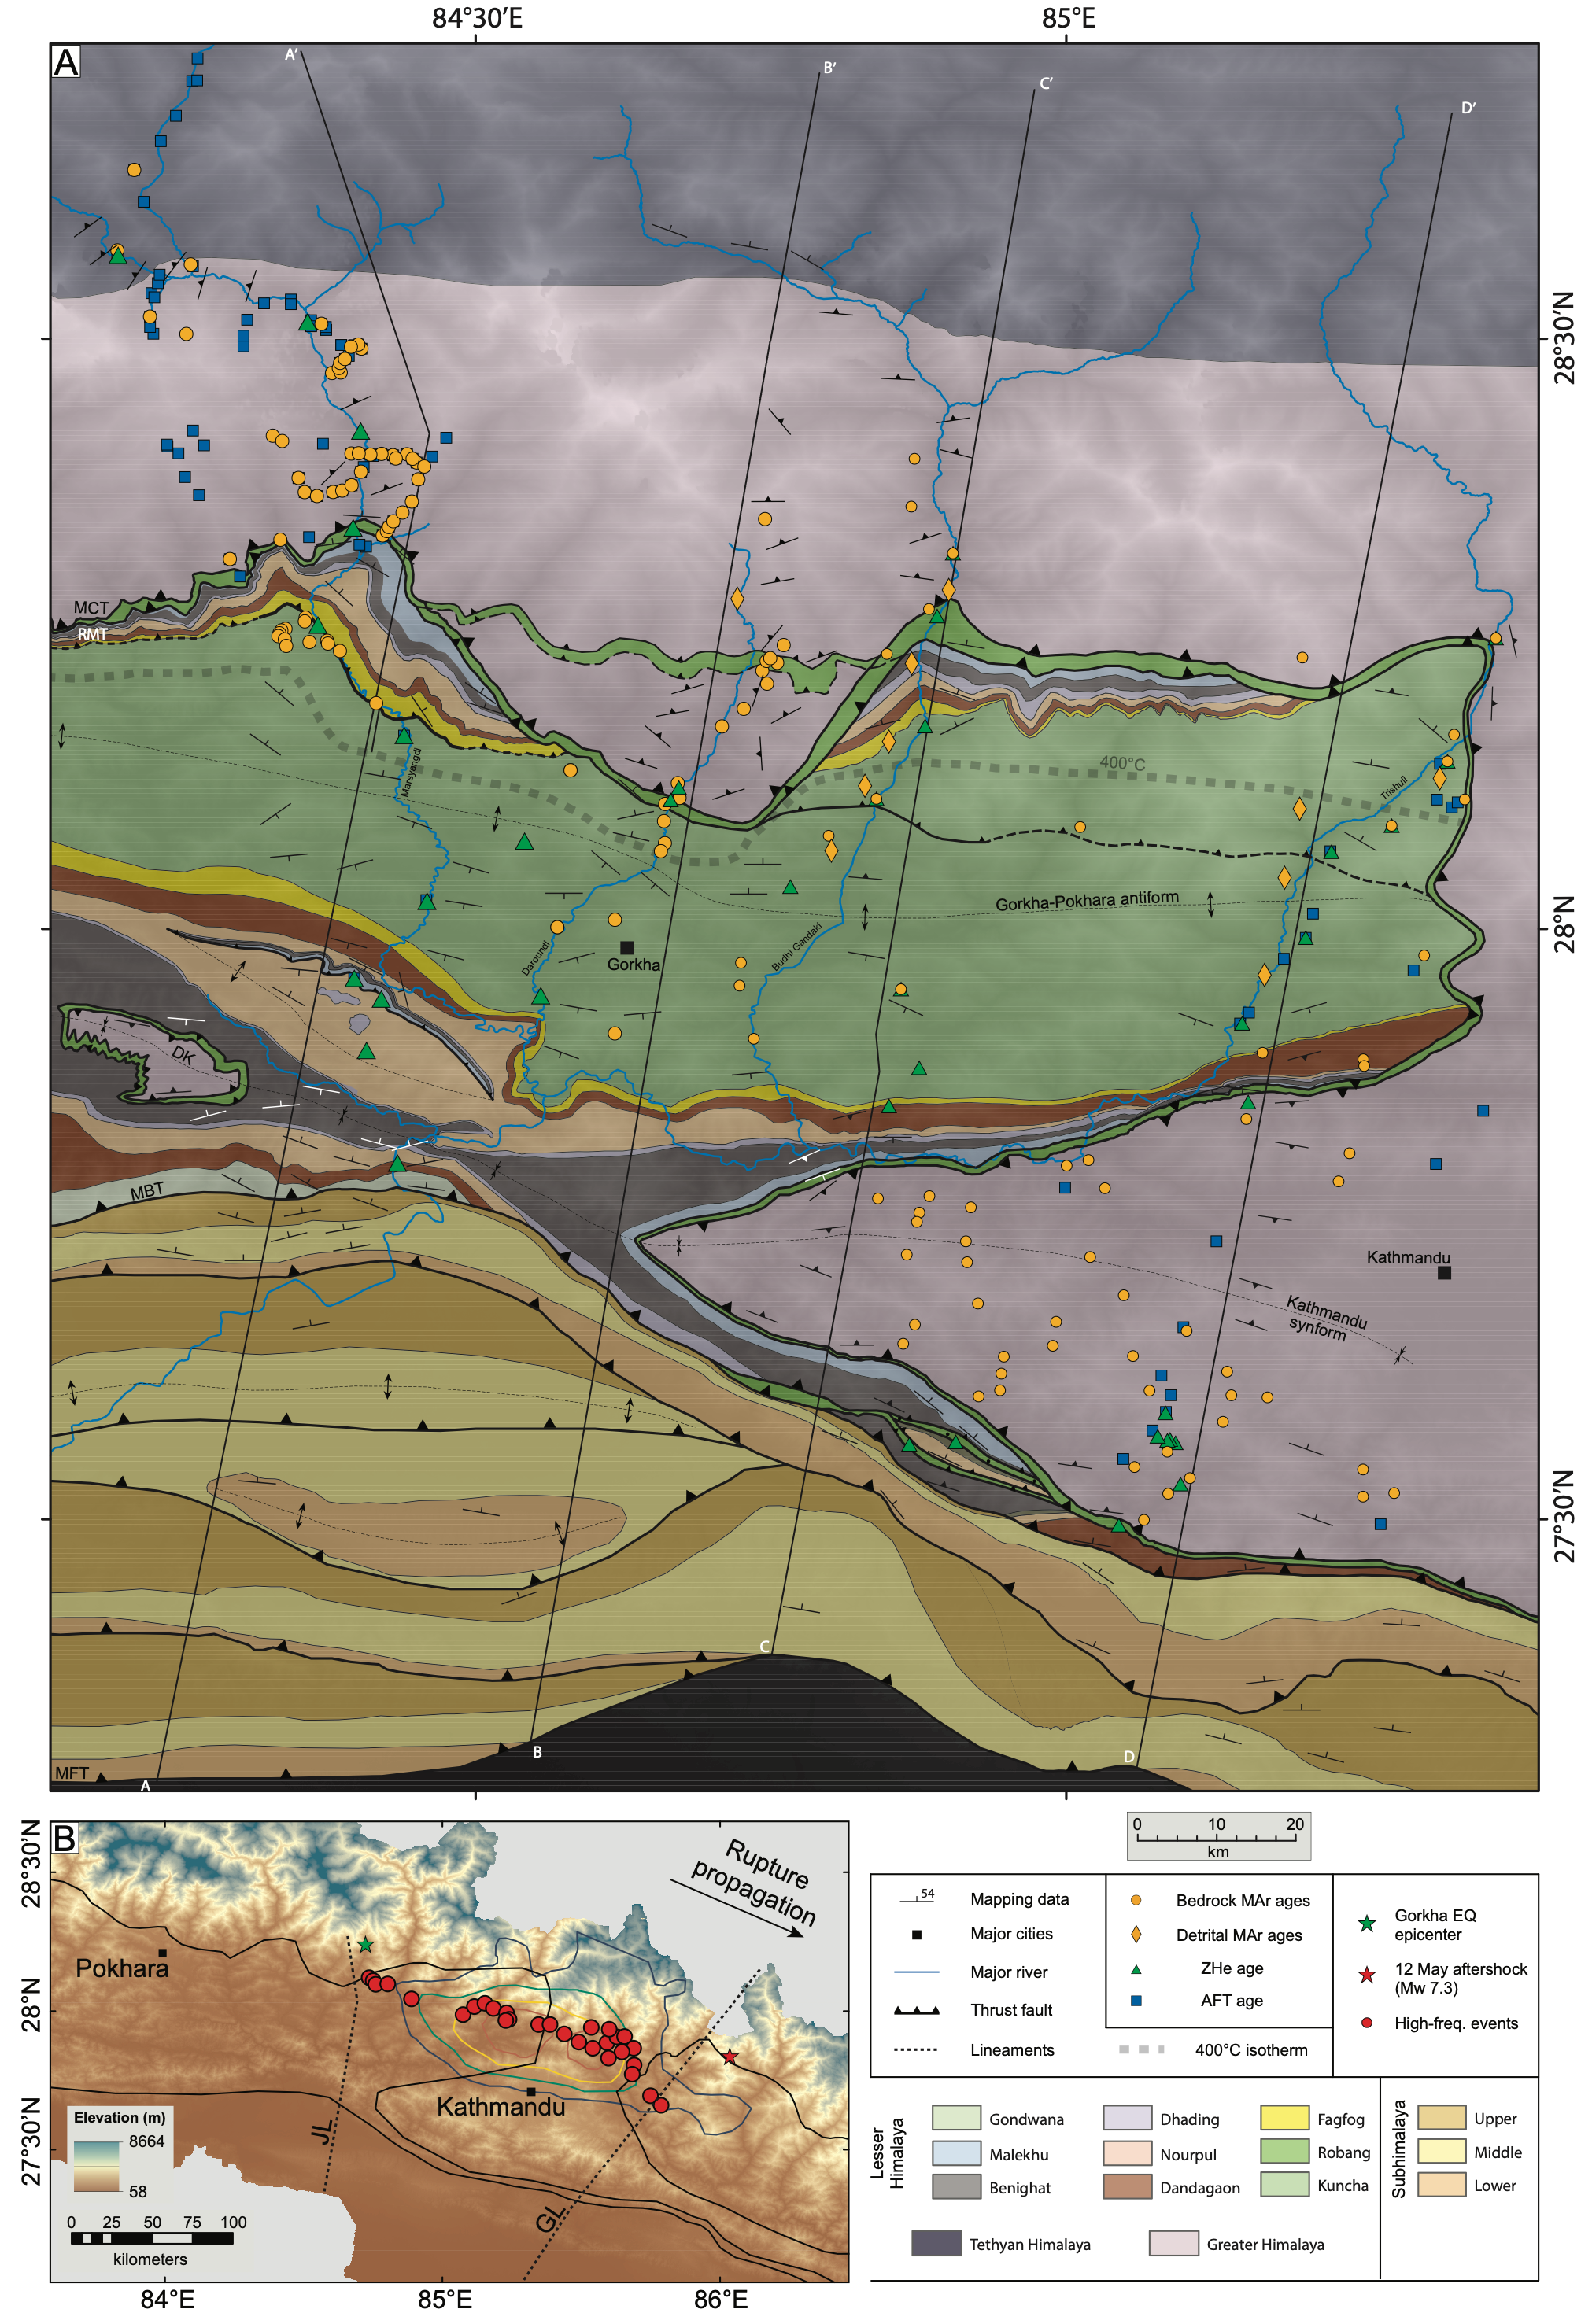 84°30′E
85°E
A
A′
B′
C′
D′
28°30′N
MCT
RMT
400°C
Marsyangdi
Trishuli
Gorkha-Pokhara antiform
28°N
Daroundi
Budhi Gandaki
Gorkha
DK
MBT
Kathmandu
Kathmandu
synform
27°30′N
C
B
D
MFT
A
B
28°30′N
28°N
27°30′N
Rupture
propagation
Pokhara
Kathmandu
JL
GL
Elevation (m)
8664
58
0 25 50 75 100
kilometers
84°E
85°E
86°E
0 10 20
km
54
Mapping data
Major cities
Major river
Thrust fault
Lineaments
Bedrock MAr ages
Detrital MAr ages
ZHe age
AFT age
400°C isotherm
Gorkha EQ
epicenter
12 May aftershock
(Mw 7.3)
High-freq. events
Lesser
Himalaya
Gondwana
Malekhu
Benighat
Dhading
Nourpul
Dandagaon
Fagfog
Robang
Kuncha
Subhimalaya
Upper
Middle
Lower
Tethyan Himalaya
Greater Himalaya